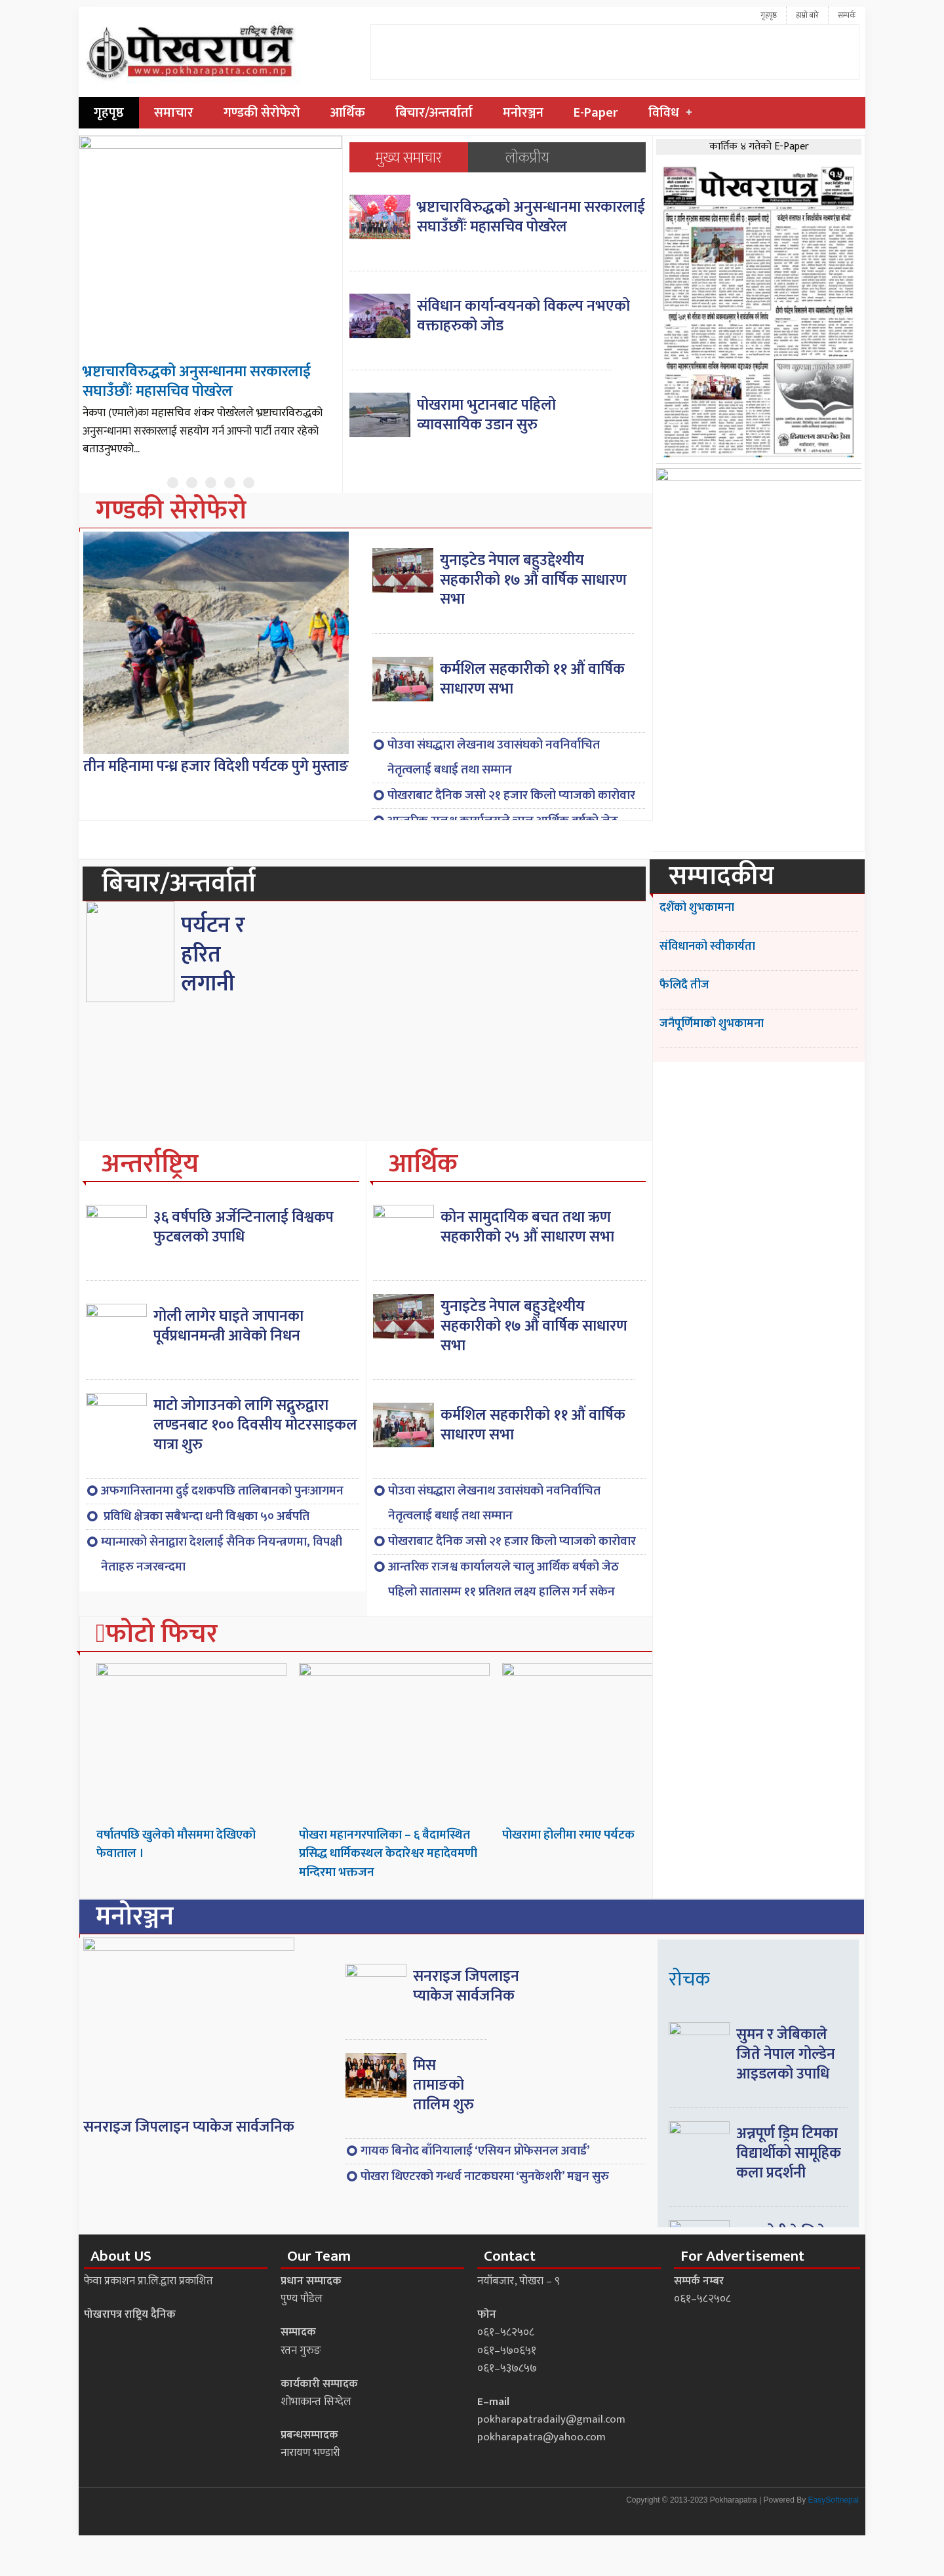 गृहपृष्ठ
हाम्रो बारे
सम्पर्क
राष्ट्रिय दैनिक
पोखरापत्र
www.pokharapatra.com.np
गृहपृष्ठ
समाचार
गण्डकी सेरोफेरो
आर्थिक
बिचार/अन्तर्वार्ता
मनोरञ्जन
E-Paper
विविध +
भ्रष्टाचारविरुद्धको अनुसन्धानमा सरकारलाई
सघाउँछौँः महासचिव पोखरेल
नेकपा (एमाले)का महासचिव शंकर पोखरेलले भ्रष्टाचारविरुद्धको
अनुसन्धानमा सरकारलाई सहयोग गर्न आफ्नो पार्टी तयार रहेको
बताउनुभएको...
मुख्य समाचार
लोकप्रीय
भ्रष्टाचारविरुद्धको अनुसन्धानमा सरकारलाई
सघाउँछौँः महासचिव पोखरेल
संविधान कार्यान्वयनको विकल्प नभएको
वक्ताहरुको जोड
पोखरामा भुटानबाट पहिलो
व्यावसायिक उडान सुरु
कार्तिक ४ गतेको E-Paper
पोखरापत्र
गण्डकी सेरोफेरो
तीन महिनामा पन्ध्र हजार विदेशी पर्यटक पुगे मुस्ताङ
युनाइटेड नेपाल बहुउद्देश्यीय
सहकारीको १७ औं वार्षिक साधारण
सभा
कर्मशिल सहकारीको ११ औं वार्षिक
साधारण सभा
पोउवा संघद्धारा लेखनाथ उवासंघको नवनिर्वाचित
नेतृत्वलाई बधाई तथा सम्मान
पोखराबाट दैनिक जसो २१ हजार किलो प्याजको कारोवार
आन्तरिक राजश्व कार्यालयले चालु आर्थिक बर्षको जेठ
बिचार/अन्तर्वार्ता
पर्यटन र
हरित
लगानी
सम्पादकीय
दशैंको शुभकामना
संविधानको स्वीकार्यता
फैलिदै तीज
जनैपूर्णिमाको शुभकामना
अन्तर्राष्ट्रिय
३६ वर्षपछि अर्जेन्टिनालाई विश्वकप
फुटबलको उपाधि
गोली लागेर घाइते जापानका
पूर्वप्रधानमन्त्री आवेको निधन
माटो जोगाउनको लागि सद्गुरुद्वारा
लण्डनबाट १०० दिवसीय मोटरसाइकल
यात्रा शुरु
अफगानिस्तानमा दुई दशकपछि तालिबानको पुनःआगमन
प्रविधि क्षेत्रका सबैभन्दा धनी विश्वका ५० अर्बपति
म्यान्मारको सेनाद्वारा देशलाई सैनिक नियन्त्रणमा, विपक्षी
नेताहरु नजरबन्दमा
आर्थिक
कोन सामुदायिक बचत तथा ऋण
सहकारीको २५ औं साधारण सभा
युनाइटेड नेपाल बहुउद्देश्यीय
सहकारीको १७ औं वार्षिक साधारण
सभा
कर्मशिल सहकारीको ११ औं वार्षिक
साधारण सभा
पोउवा संघद्धारा लेखनाथ उवासंघको नवनिर्वाचित
नेतृत्वलाई बधाई तथा सम्मान
पोखराबाट दैनिक जसो २१ हजार किलो प्याजको कारोवार
आन्तरिक राजश्व कार्यालयले चालु आर्थिक बर्षको जेठ
पहिलो सातासम्म ११ प्रतिशत लक्ष्य हालिस गर्न सकेन
फोटो फिचर
वर्षातपछि खुलेको मौसममा देखिएको
फेवाताल ।
पोखरा महानगरपालिका – ६ बैदामस्थित
प्रसिद्ध धार्मिकस्थल केदारेश्वर महादेवमणी
मन्दिरमा भक्तजन
पोखरामा होलीमा रमाए पर्यटक
मनोरञ्जन
सनराइज जिपलाइन प्याकेज सार्वजनिक
सनराइज जिपलाइन
प्याकेज सार्वजनिक
मिस
तामाङको
तालिम शुरु
गायक बिनोद बाँनियालाई ‘एसियन प्रोफेसनल अवार्ड’
पोखरा थिएटरको गन्धर्व नाटकघरमा ‘सुनकेशरी’ मञ्चन सुरु
रोचक
सुमन र जेबिकाले
जिते नेपाल गोल्डेन
आइडलको उपाधि
अन्नपूर्ण ड्रिम टिमका
विद्यार्थीको सामूहिक
कला प्रदर्शनी
About US
फेवा प्रकाशन प्रा.लि.द्वारा प्रकाशित
पोखरापत्र राष्ट्रिय दैनिक
Our Team
प्रधान सम्पादक
पुण्य पौडेल
सम्पादक
रतन गुरुङ
कार्यकारी सम्पादक
शोभाकान्त सिग्देल
प्रबन्धसम्पादक
नारायण भण्डारी
Contact
नयाँबजार, पोखरा – ९
फोन
०६१–५८२५०८
०६१–५७०६५१
०६१–५३७८५७
E–mail
pokharapatradaily@gmail.com
pokharapatra@yahoo.com
For Advertisement
सम्पर्क नम्बर
०६१–५८२५०८
Copyright © 2013-2023 Pokharapatra | Powered By EasySoftnepal